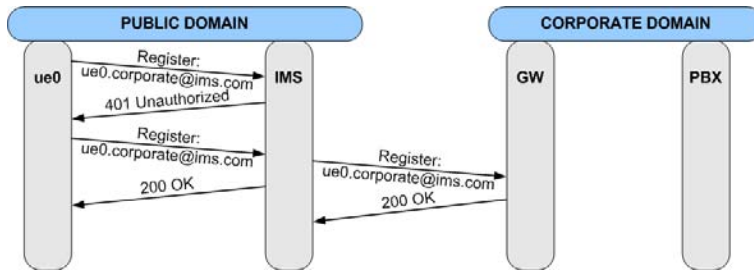 PUBLIC DOMAIN
CORPORATE DOMAIN
ue0
IMS
GW
PBX
Register:
ue0.corporate@ims.com
401 Unauthorized
Register:
ue0.corporate@ims.com
Register:
ue0.corporate@ims.com
200 OK
200 OK